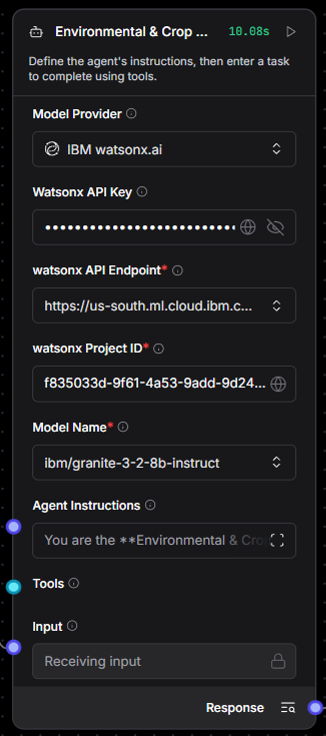 Environmental & Crop ... 10.08s
Define the agent's instructions, then enter a task
to complete using tools.
Model Provider
IBM watsonx.ai
Watsonx API Key
••••••••••••••••••••••••••••
watsonx API Endpoint*
https://us-south.ml.cloud.ibm.c...
watsonx Project ID*
f835033d-9f61-4a53-9add-9d24...
Model Name*
ibm/granite-3-2-8b-instruct
Agent Instructions
You are the **Environmental & Cro
Tools
Input
Receiving input
Response